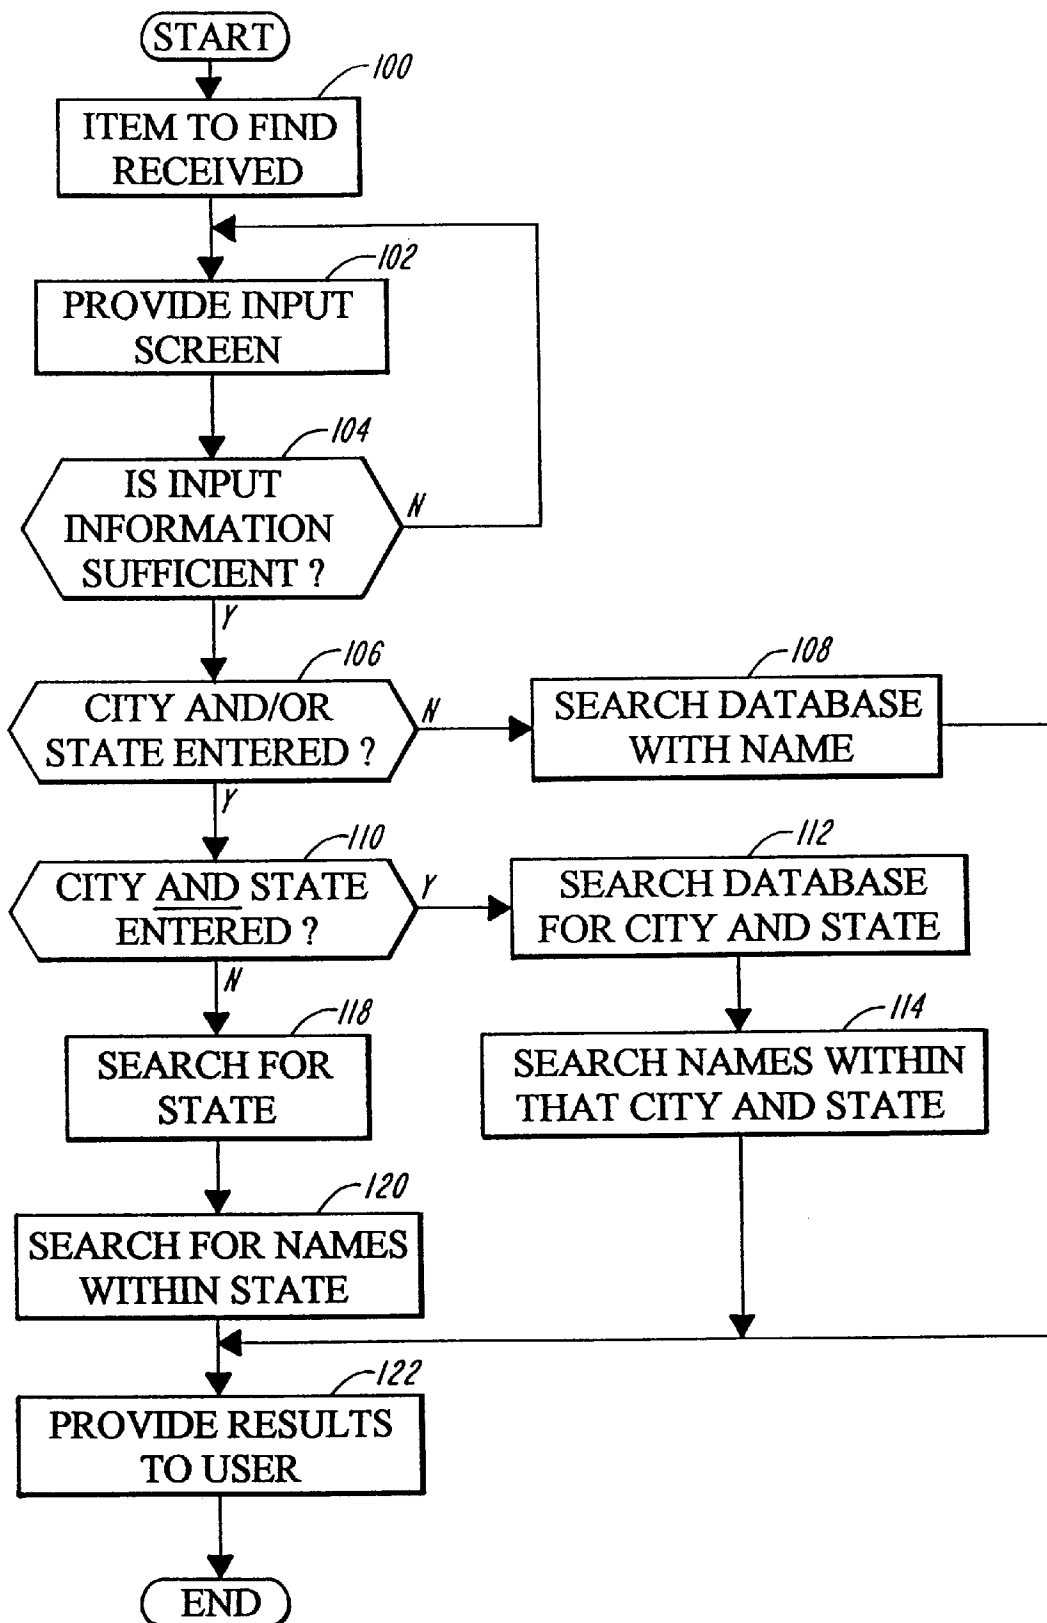 START
100
ITEM TO FIND
RECEIVED
102
PROVIDE INPUT
SCREEN
104
IS INPUT
INFORMATION
SUFFICIENT ?
N
Y
106
CITY AND/OR
STATE ENTERED ?
N
108
SEARCH DATABASE
WITH NAME
Y
110
CITY AND STATE
ENTERED ?
Y
112
SEARCH DATABASE
FOR CITY AND STATE
N
118
SEARCH FOR
STATE
114
SEARCH NAMES WITHIN
THAT CITY AND STATE
120
SEARCH FOR NAMES
WITHIN STATE
122
PROVIDE RESULTS
TO USER
END